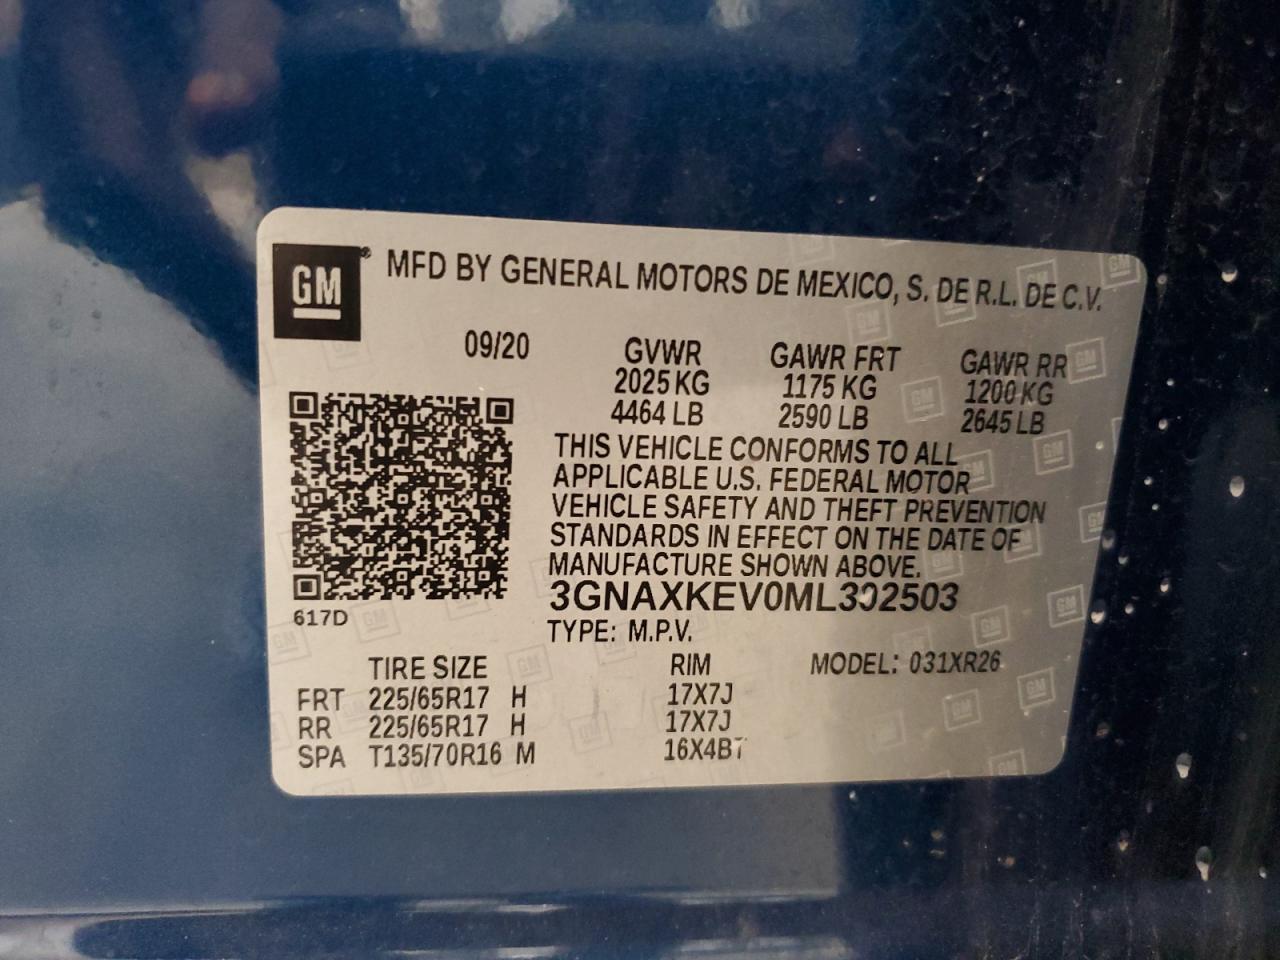 GM
MFD BY GENERAL MOTORS DE MEXICO, S. DE R.L. DE C.V.
09/20 GVWR GAWR FRT GAWR RR
2025 KG 1175 KG 1200 KG
4464 LB 2590 LB 2645 LB
THIS VEHICLE CONFORMS TO ALL
APPLICABLE U.S. FEDERAL MOTOR
VEHICLE SAFETY AND THEFT PREVENTION
STANDARDS IN EFFECT ON THE DATE OF
MANUFACTURE SHOWN ABOVE.
3GNAXKEV0ML302503
617D
TYPE: M.P.V.
TIRE SIZE RIM MODEL: 031XR26
FRT 225/65R17 H 17X7J
RR 225/65R17 H 17X7J
SPA T135/70R16 M 16X4BT